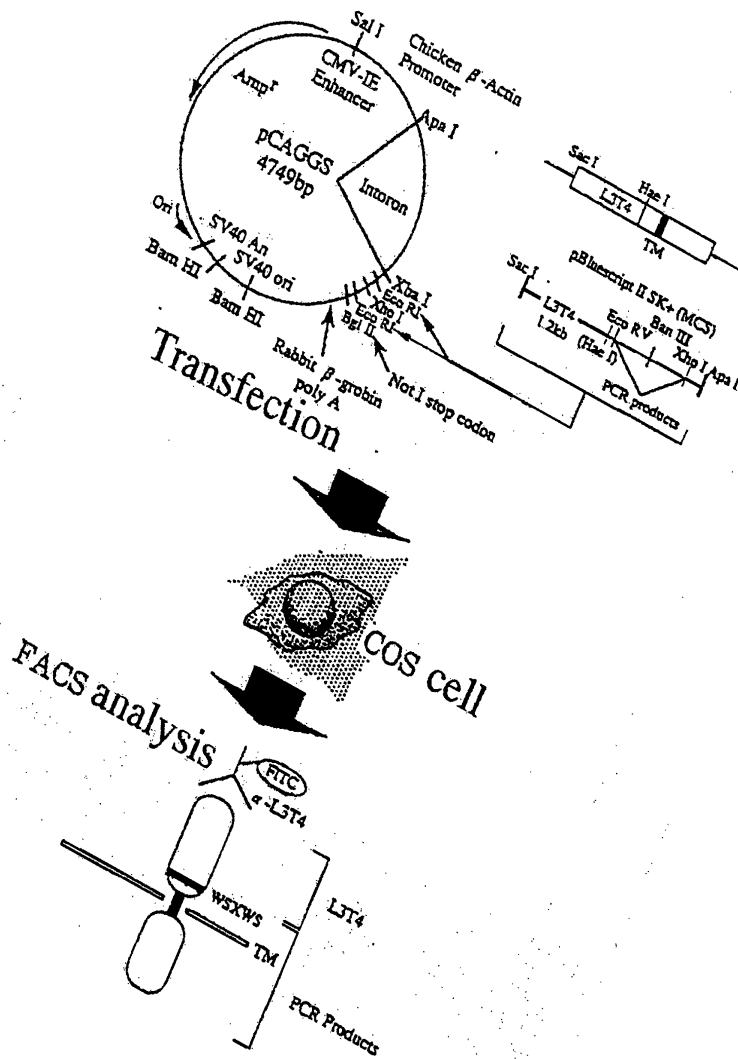 Sal I
CMV-IE
Enhancer
Chicken β-Actin
Promoter
Amp r
Apa I
pCAGGS
4749bp
Intoron
Ori
SV40 An
Bam HI
SV40 ori
Bam HI
Xba I
Eco RI
Xho I
Eco RI
Bgl II
Rabbit β-grobin
poly A
Not I stop codon
Sac I
Hae I
L3T4
TM
pBluescript II SK+ (MCS)
Sac I
L3T4
1.2kb
Eco RV
(Hae I)
Ban III
Xho I
Apa I
PCR products
Transfection
COS cell
FACS analysis
FITC
α-L3T4
WSXWS
TM
L3T4
PCR Products